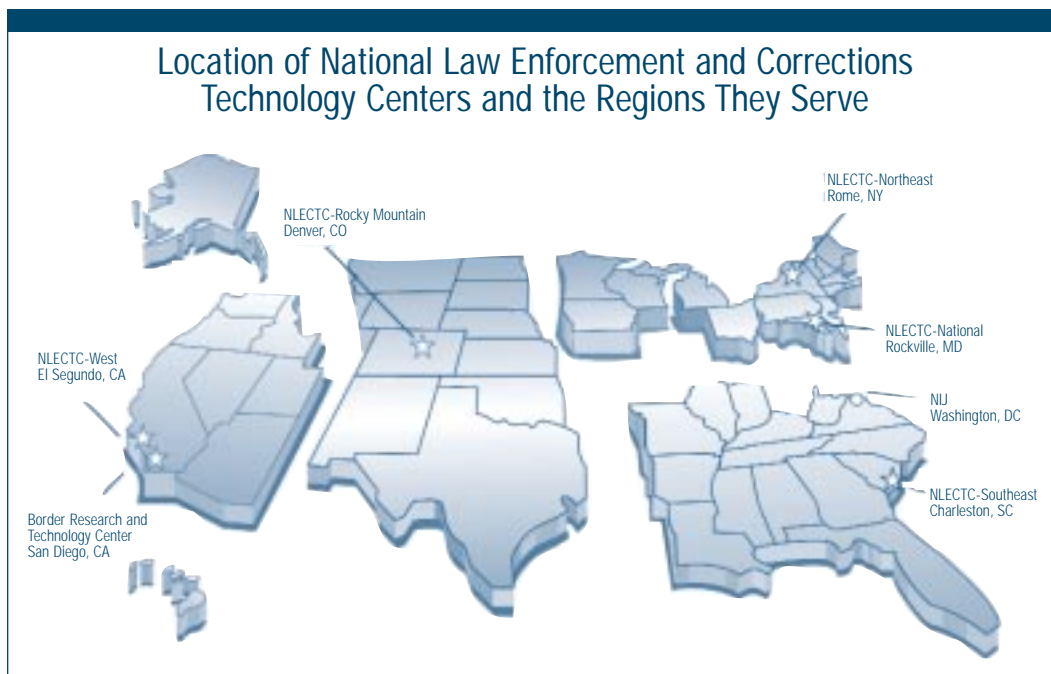 Location of National Law Enforcement and Corrections
Technology Centers and the Regions They Serve
NLECTC-Northeast
Rome, NY
NLECTC-Rocky Mountain
Denver, CO
NLECTC-National
Rockville, MD
NLECTC-West
El Segundo, CA
NIJ
Washington, DC
NLECTC-Southeast
Charleston, SC
Border Research and
Technology Center
San Diego, CA